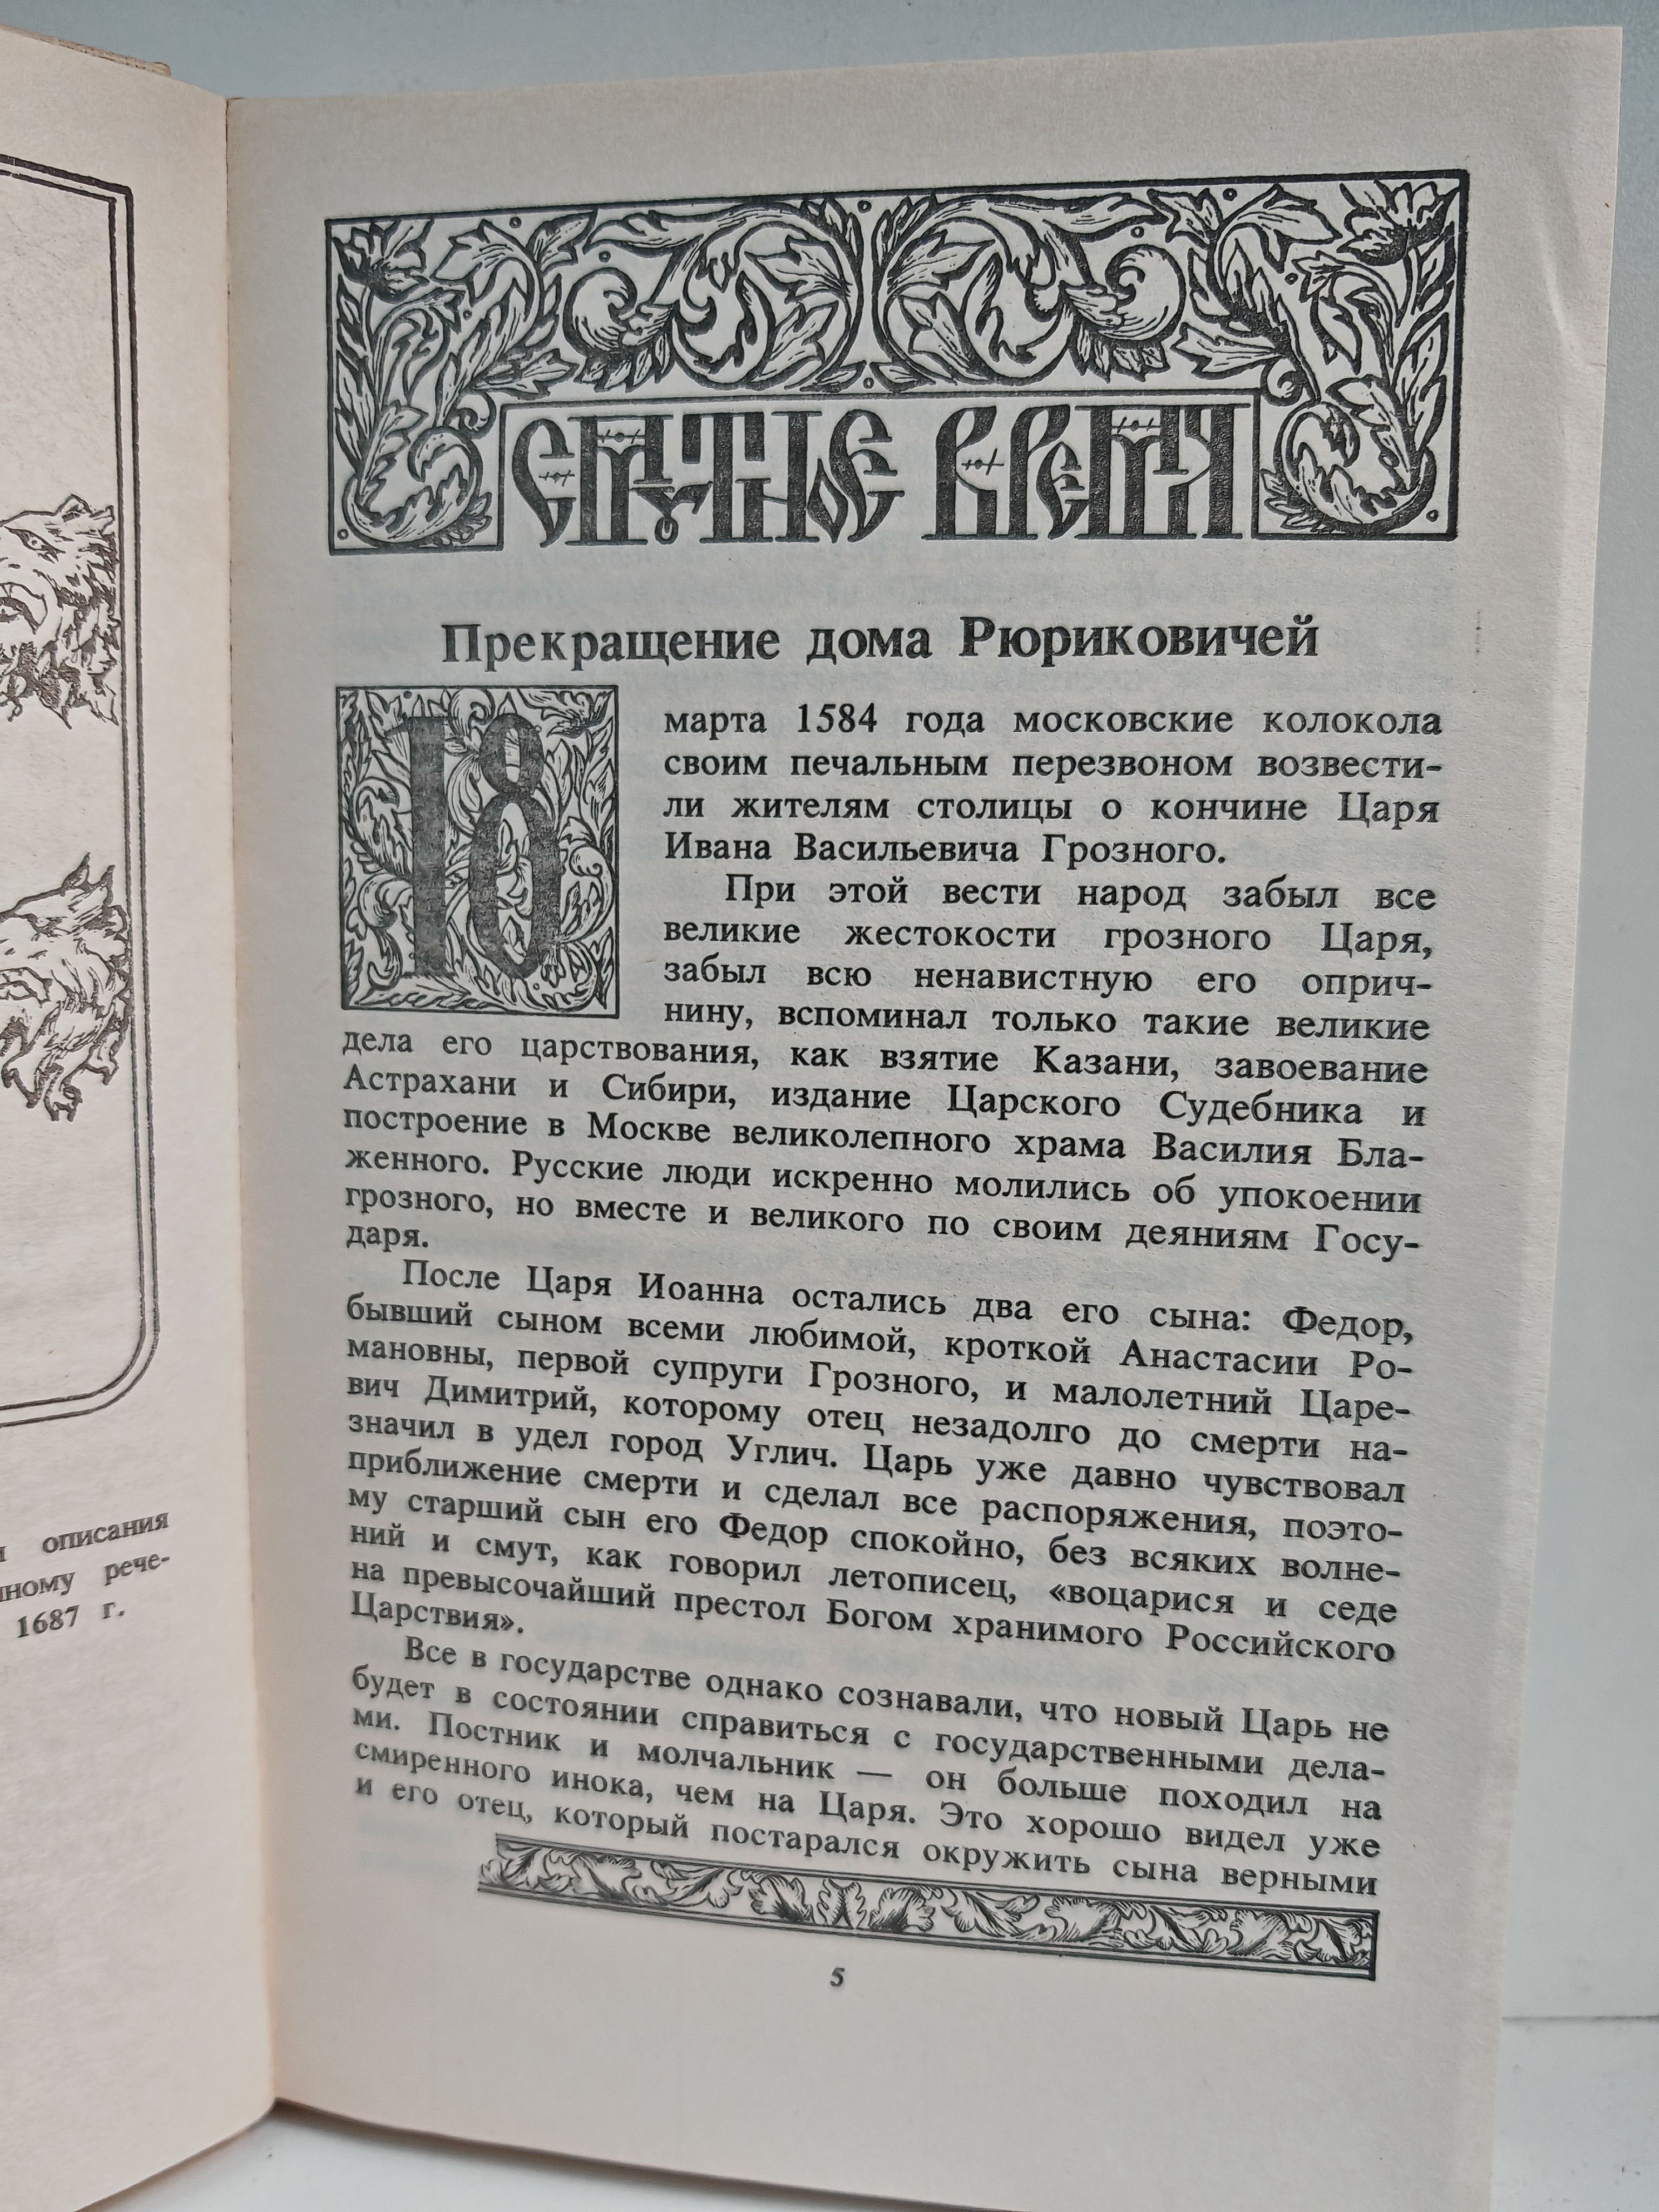 и описания
нному рече-
1687 г.
СМУТНОЕ ВРЕМЯ
Прекращение дома Рюриковичей
18
марта 1584 года московские колокола
своим печальным перезвоном возвести-
ли жителям столицы о кончине Царя
Ивана Васильевича Грозного.
При этой вести народ забыл все
великие жестокости грозного Царя,
забыл всю ненавистную его оприч-
нину, вспоминал только такие великие
дела его царствования, как взятие Казани, завоевание
Астрахани и Сибири, издание Царского Судебника и
построение в Москве великолепного храма Василия Бла-
женного. Русские люди искренно молились об упокоении
грозного, но вместе и великого по своим деяниям Госу-
даря.
После Царя Иоанна остались два его сына: Федор,
бывший сыном всеми любимой, кроткой Анастасии Ро-
мановны, первой супруги Грозного, и малолетний Царе-
вич Димитрий, которому отец незадолго до смерти на-
значил в удел город Углич. Царь уже давно чувствовал
приближение смерти и сделал все распоряжения, поэто-
му старший сын его Федор спокойно, без всяких волне-
ний и смут, как говорил летописец, «воцарися и седе
на превысочайший престол Богом хранимого Российского
Царствия».
Все в государстве однако сознавали, что новый Царь не
будет в состоянии справиться с государственными дела-
ми. Постник и молчальник — он больше походил на
смиренного инока, чем на Царя. Это хорошо видел уже
и его отец, который постарался окружить сына верными
5